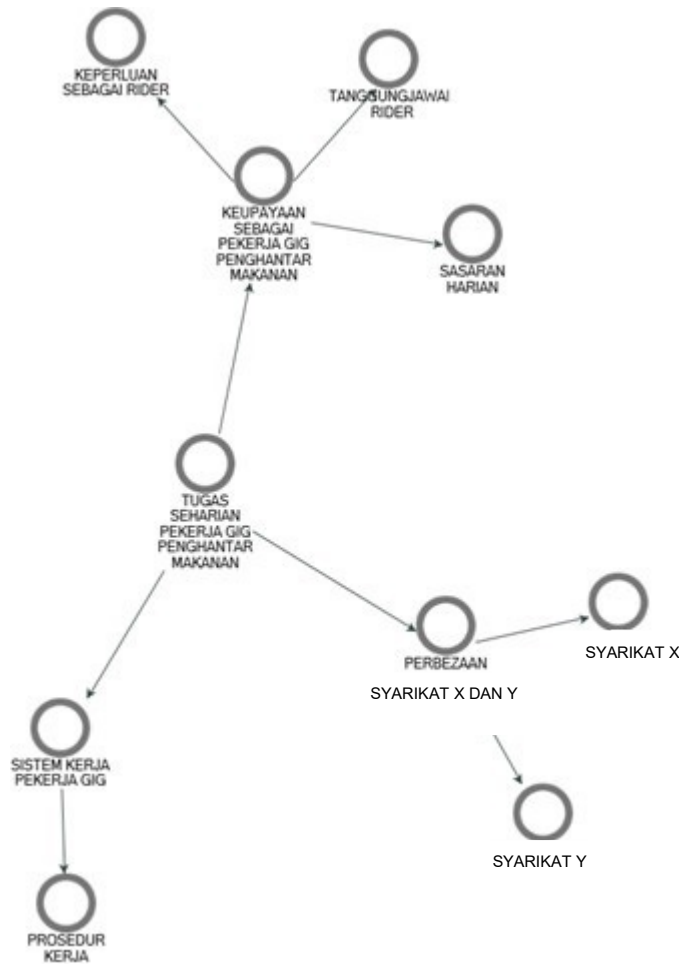 KEPERLUAN
SEBAGAI RIDER
TANGGUNGJAWAI
RIDER
KEUPAYAAN
SEBAGAI
PEKERJA GIG
PENGHANTAR
MAKANAN
SASARAN
HARIAN
TUGAS
SEHARIAN
PEKERJA GIG
PENGHANTAR
MAKANAN
PERBEZAAN
SYARIKAT X DAN Y
SYARIKAT X
SISTEM KERJA
PEKERJA GIG
SYARIKAT Y
PROSEDUR
KERJA